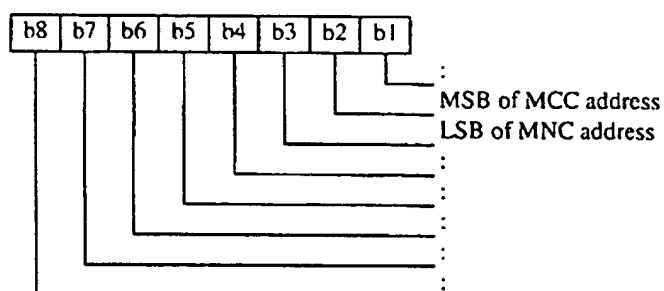 b8 b7 b6 b5 b4 b3 b2 b1
:
MSB of MCC address
LSB of MNC address
:
:
:
:
: